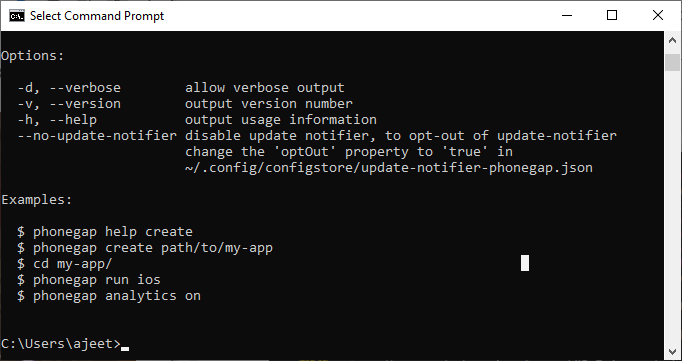 Select Command Prompt
Options:
-d, --verbose        allow verbose output
-v, --version        output version number
-h, --help           output usage information
--no-update-notifier disable update notifier, to opt-out of update-notifier
change the 'optOut' property to 'true' in
~/.config/configstore/update-notifier-phonegap.json
Examples:
$ phonegap help create
$ phonegap create path/to/my-app
$ cd my-app/
$ phonegap run ios
$ phonegap analytics on
C:\Users\ajeet>